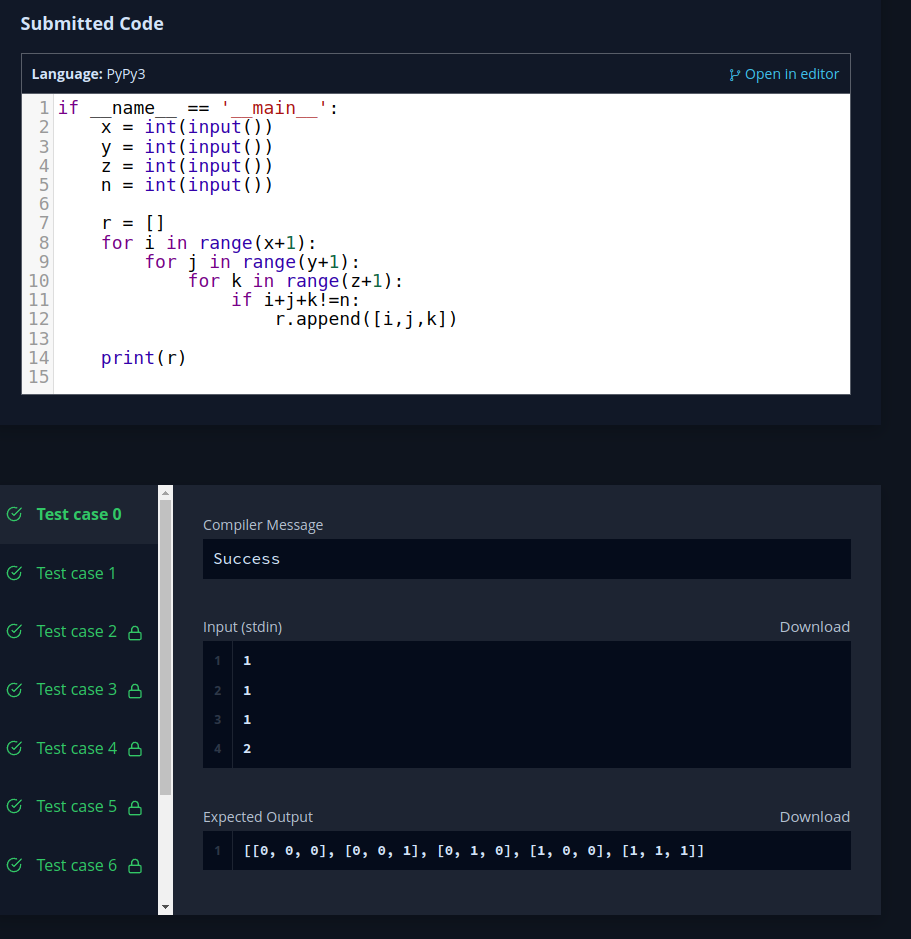 Submitted Code
Language: PyPy3
Open in editor
1 if __name__ == '__main__':
2     x = int(input())
3     y = int(input())
4     z = int(input())
5     n = int(input())
6
7     r = []
8     for i in range(x+1):
9         for j in range(y+1):
10             for k in range(z+1):
11                 if i+j+k!=n:
12                     r.append([i,j,k])
13
14     print(r)
15
Test case 0
Test case 1
Test case 2
Test case 3
Test case 4
Test case 5
Test case 6
Compiler Message
Success
Input (stdin)
Download
1 1
2 1
3 1
4 2
Expected Output
Download
1 [[0, 0, 0], [0, 0, 1], [0, 1, 0], [1, 0, 0], [1, 1, 1]]